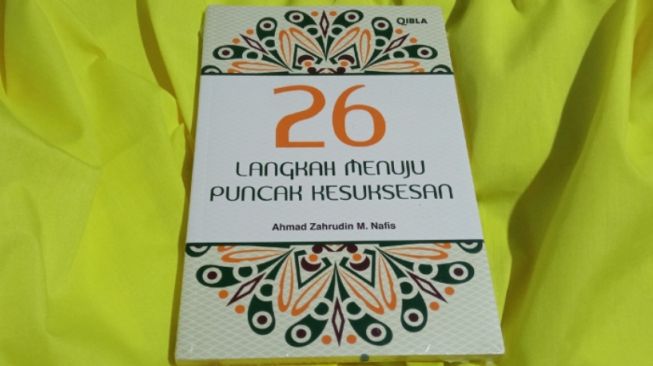 QIBLA
26
LANGKAH MENUJU
PUNCAK KESUKSESAN
Ahmad Zahrudin M. Nafis